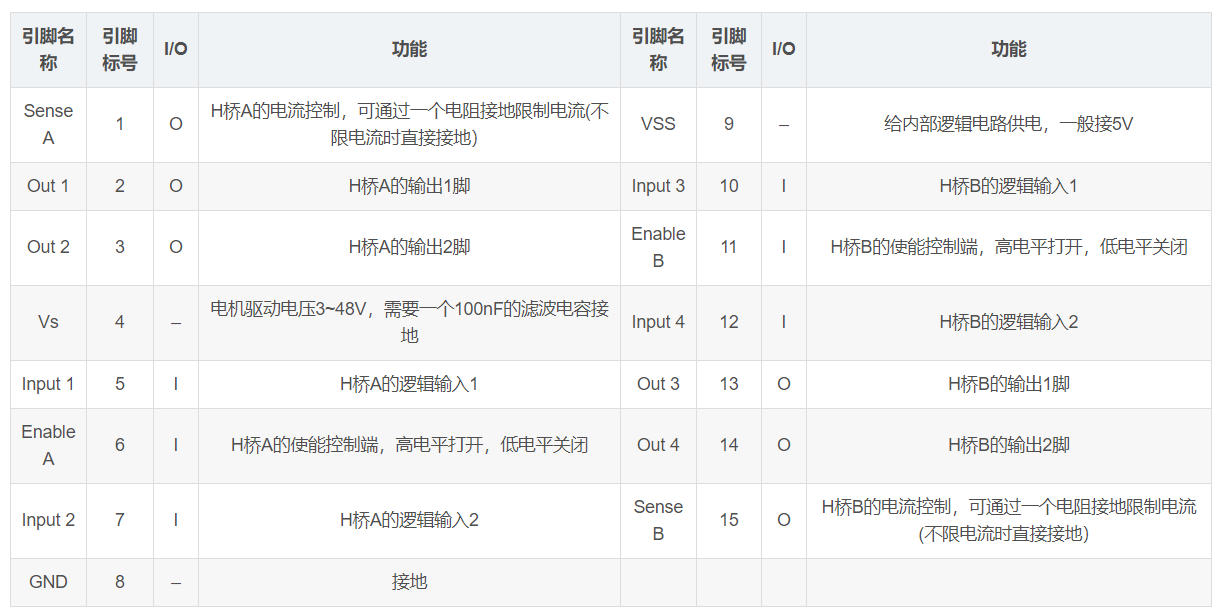 引脚名称 引脚标号 I/O 功能 引脚名称 引脚标号 I/O 功能
Sense A 1 O H桥A的电流控制，可通过一个电阻接地限制电流(不限电流时直接接地) VSS 9 – 给内部逻辑电路供电，一般接5V
Out 1 2 O H桥A的输出1脚 Input 3 10 I H桥B的逻辑输入1
Out 2 3 O H桥A的输出2脚 Enable B 11 I H桥B的使能控制端，高电平打开，低电平关闭
Vs 4 – 电机驱动电压3~48V，需要一个100nF的滤波电容接地 Input 4 12 I H桥B的逻辑输入2
Input 1 5 I H桥A的逻辑输入1 Out 3 13 O H桥B的输出1脚
Enable A 6 I H桥A的使能控制端，高电平打开，低电平关闭 Out 4 14 O H桥B的输出2脚
Input 2 7 I H桥A的逻辑输入2 Sense B 15 O H桥B的电流控制，可通过一个电阻接地限制电流(不限电流时直接接地)
GND 8 – 接地